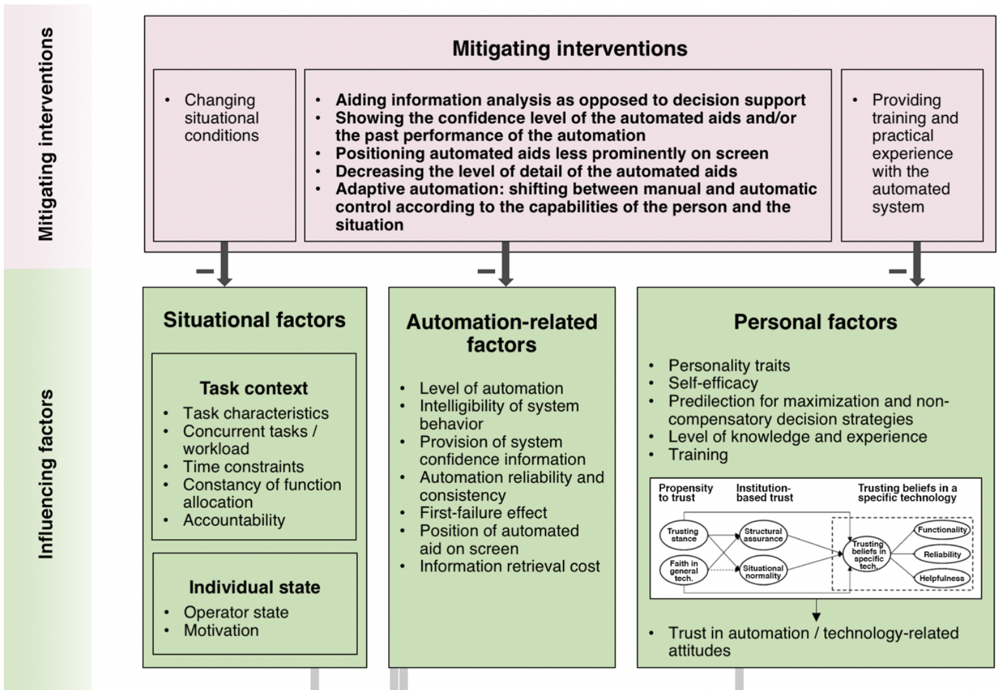 Mitigating interventions
Mitigating interventions
• Changing
situational
conditions
• Aiding information analysis as opposed to decision support
• Showing the confidence level of the automated aids and/or
the past performance of the automation
• Positioning automated aids less prominently on screen
• Decreasing the level of detail of the automated aids
• Adaptive automation: shifting between manual and automatic
control according to the capabilities of the person and the
situation
• Providing
training and
practical
experience
with the
automated
system
Influencing factors
Situational factors
Task context
• Task characteristics
• Concurrent tasks /
workload
• Time constraints
• Constancy of function
allocation
• Accountability
Individual state
• Operator state
• Motivation
Automation-related
factors
• Level of automation
• Intelligibility of system
behavior
• Provision of system
confidence information
• Automation reliability and
consistency
• First-failure effect
• Position of automated
aid on screen
• Information retrieval cost
Personal factors
• Personality traits
• Self-efficacy
• Predilection for maximization and non-
compensatory decision strategies
• Level of knowledge and experience
• Training
Propensity
to trust
Institution-
based trust
Trusting beliefs in a
specific technology
Trusting
stance
Faith in
general
tech.
Structural
assurance
Situational
normality
Trusting
beliefs in
specific
tech.
Functionality
Reliability
Helpfulness
• Trust in automation / technology-related
attitudes